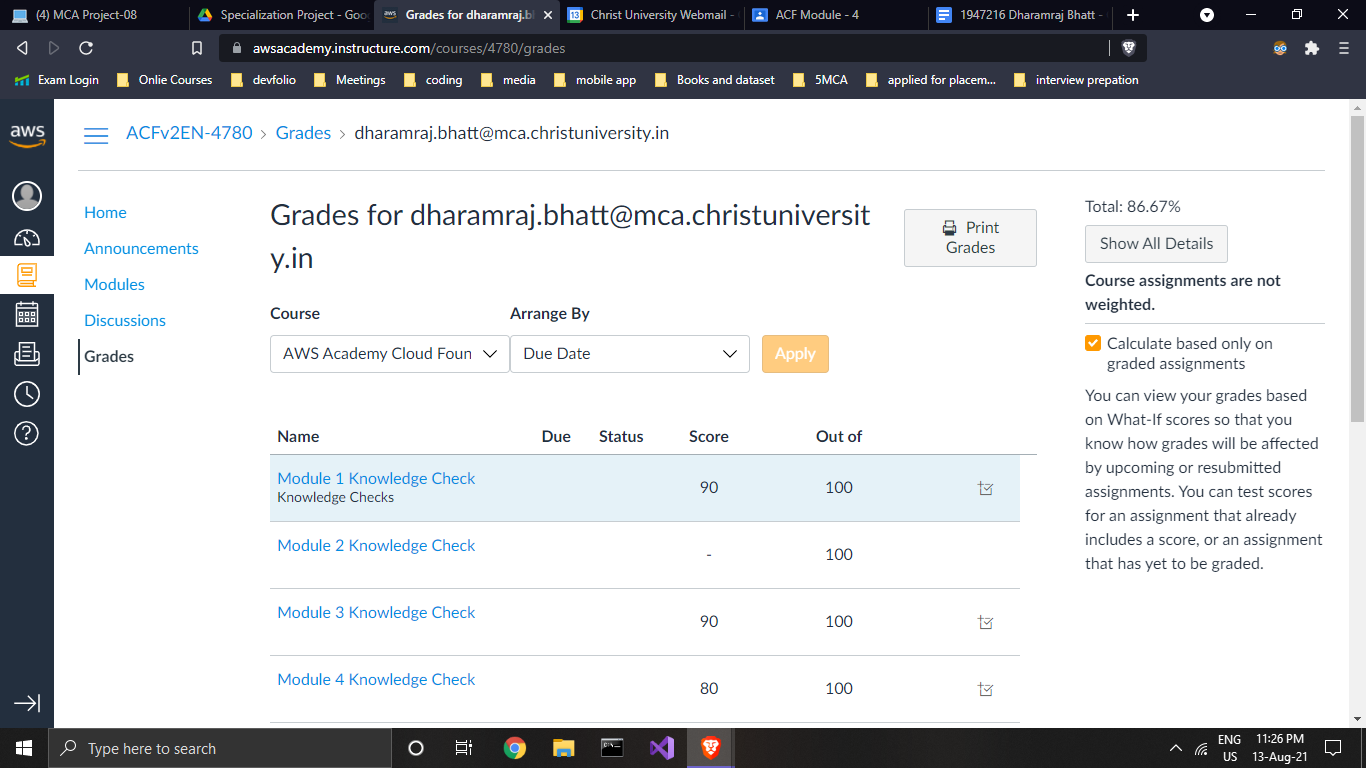 (4) MCA Project-08
Specialization Project - Goo
Grades for dharamraj.b
Christ University Webmail -
ACF Module - 4
1947216 Dharamraj Bhatt -
awsacademy.instructure.com/courses/4780/grades
Exam Login
Onlie Courses
devfolio
Meetings
coding
media
mobile app
Books and dataset
5MCA
applied for placem...
interview prepation
aws
ACFv2EN-4780 > Grades > dharamraj.bhatt@mca.christuniversity.in
Home
Announcements
Modules
Discussions
Grades
Grades for dharamraj.bhatt@mca.christuniversit
y.in
Print
Grades
Course
Arrange By
AWS Academy Cloud Foun
Due Date
Apply
Name Due Status Score Out of
Module 1 Knowledge Check
Knowledge Checks
90 100
Module 2 Knowledge Check
- 100
Module 3 Knowledge Check
90 100
Module 4 Knowledge Check
80 100
Total: 86.67%
Show All Details
Course assignments are not
weighted.
Calculate based only on
graded assignments
You can view your grades based
on What-If scores so that you
know how grades will be affected
by upcoming or resubmitted
assignments. You can test scores
for an assignment that already
includes a score, or an assignment
that has yet to be graded.
Type here to search
ENG
US
11:26 PM
13-Aug-21